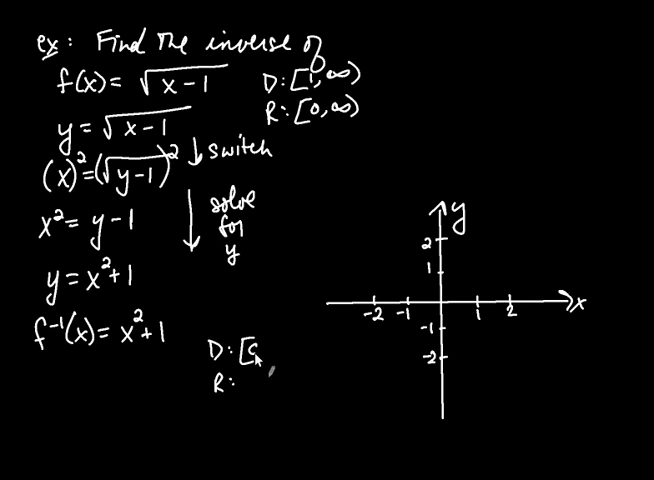 ex: Find the inverse of
f(x) = √x-1 D: [1, ∞)
R: [0, ∞)
y = √x-1
↓ switch
(x)² = (√y-1)²
x² = y-1
solve
for
y
y = x²+1
f⁻¹(x) = x²+1
D: [
R:
y
2
1
-2 -1 1 2 x
-1
-2